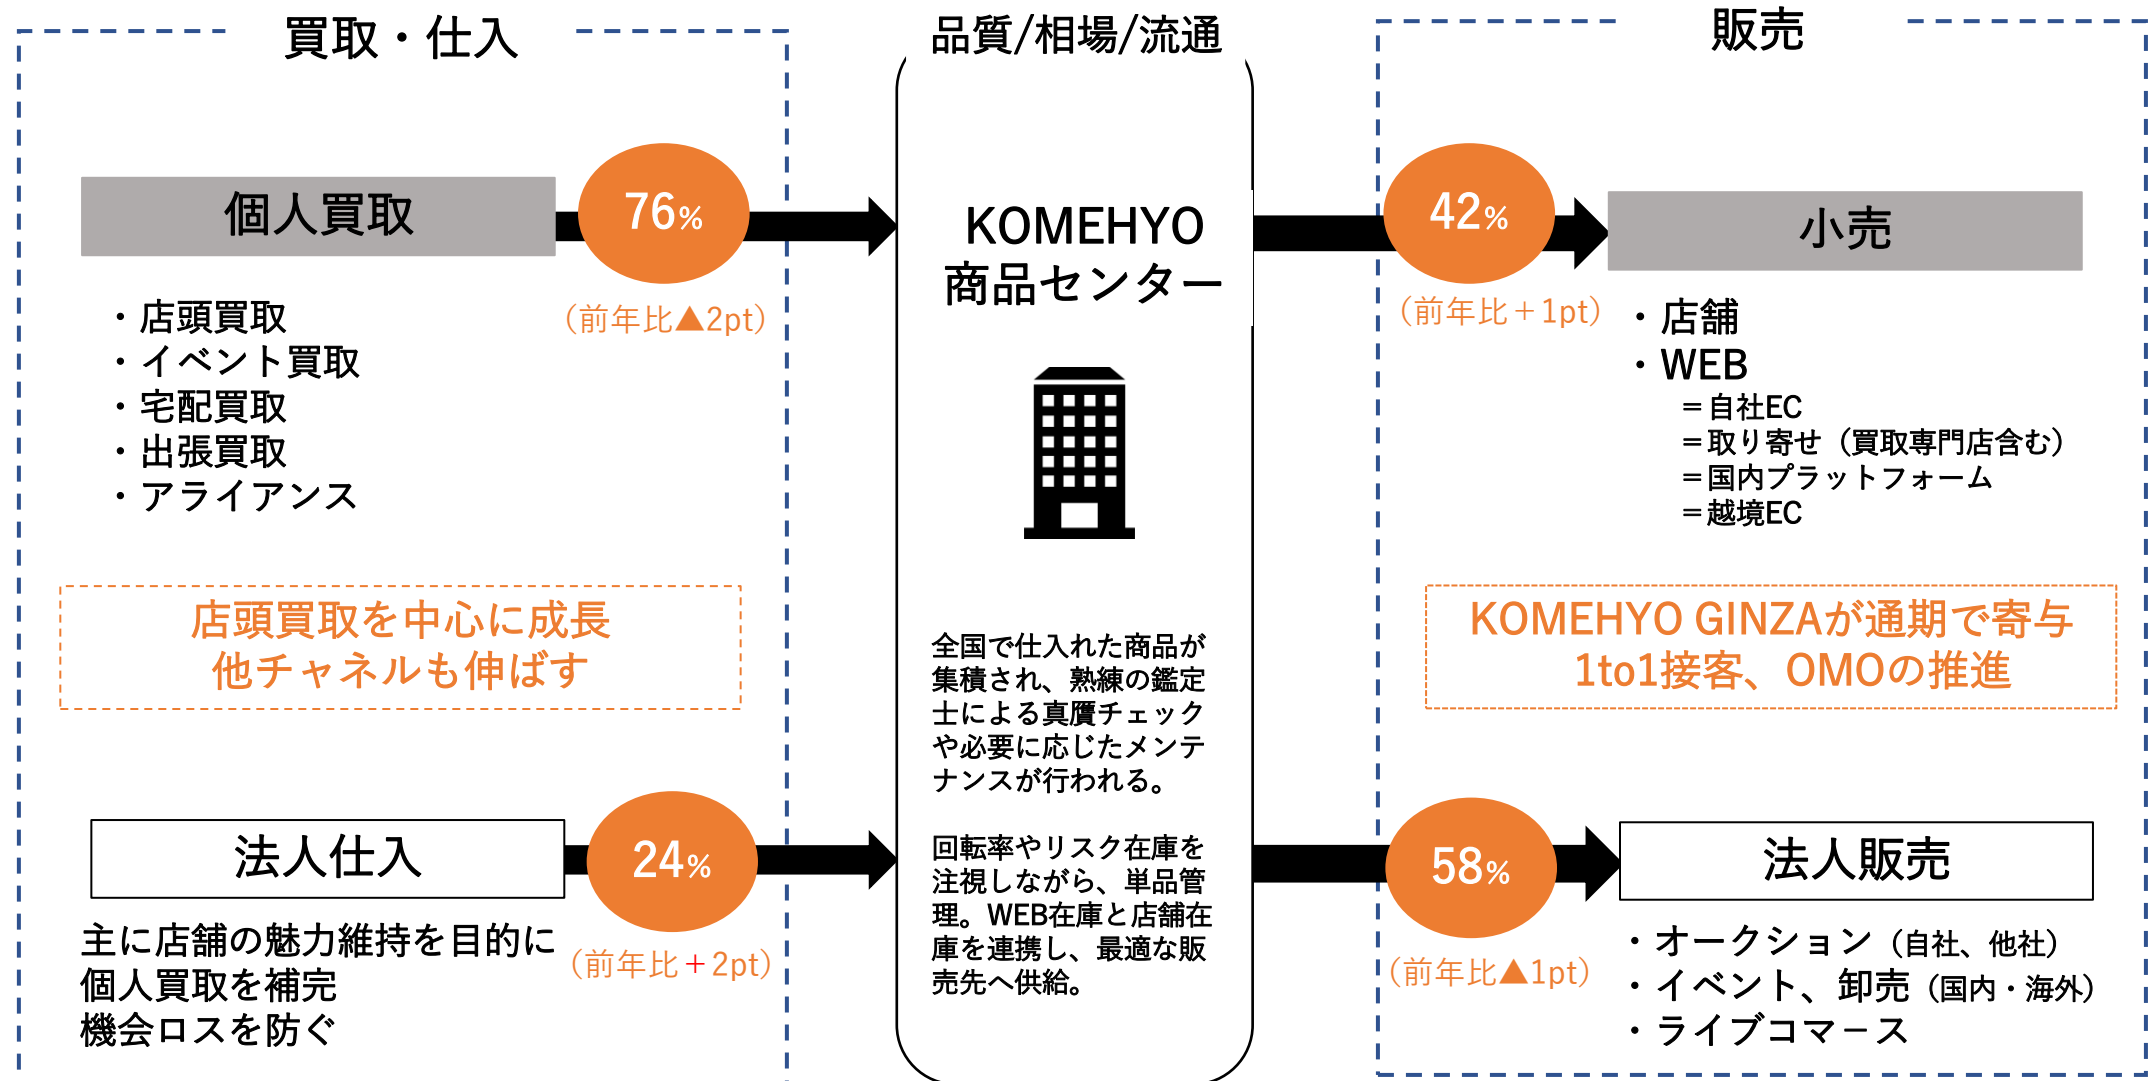 買取・仕入
個人買取
76%
（前年比▲2pt）
・店頭買取
・イベント買取
・宅配買取
・出張買取
・アライアンス
店頭買取を中心に成長
他チャネルも伸ばす
法人仕入
24%
（前年比＋2pt）
主に店舗の魅力維持を目的に
個人買取を補完
機会ロスを防ぐ
品質/相場/流通
KOMEHYO
商品センター
全国で仕入れた商品が
集積され、熟練の鑑定
士による真贋チェック
や必要に応じたメンテ
ナンスが行われる。
回転率やリスク在庫を
注視しながら、単品管
理。WEB在庫と店舗在
庫を連携し、最適な販
売先へ供給。
販売
42%
（前年比＋1pt）
小売
・店舗
・WEB
＝自社EC
＝取り寄せ（買取専門店含む）
＝国内プラットフォーム
＝越境EC
KOMEHYO GINZAが通期で寄与
1to1接客、OMOの推進
58%
（前年比▲1pt）
法人販売
・オークション（自社、他社）
・イベント、卸売（国内・海外）
・ライブコマース